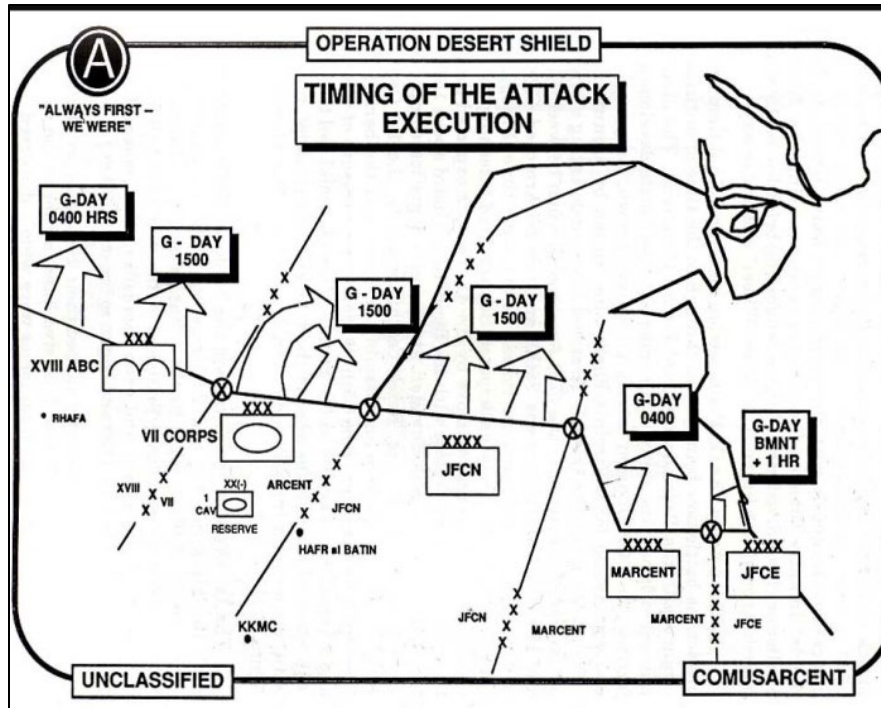 OPERATION DESERT SHIELD
A
"ALWAYS FIRST –
WE WERE"
TIMING OF THE ATTACK
EXECUTION
G-DAY
0400 HRS
G - DAY
1500
G - DAY
1500
G - DAY
1500
XXX
XVIII ABC
RHAFA
X
XXX
VII CORPS
X
XXXX
JFCN
X
G-DAY
0400
G-DAY
BMNT
+ 1 HR
XVIII
VII
XX(-)
1
CAV
RESERVE
ARCENT
JFCN
HAFR al BATIN
KKMC
XXXX
MARCENT
X
XXXX
JFCE
JFCN
MARCENT
MARCENT
JFCE
UNCLASSIFIED
COMUSARCENT